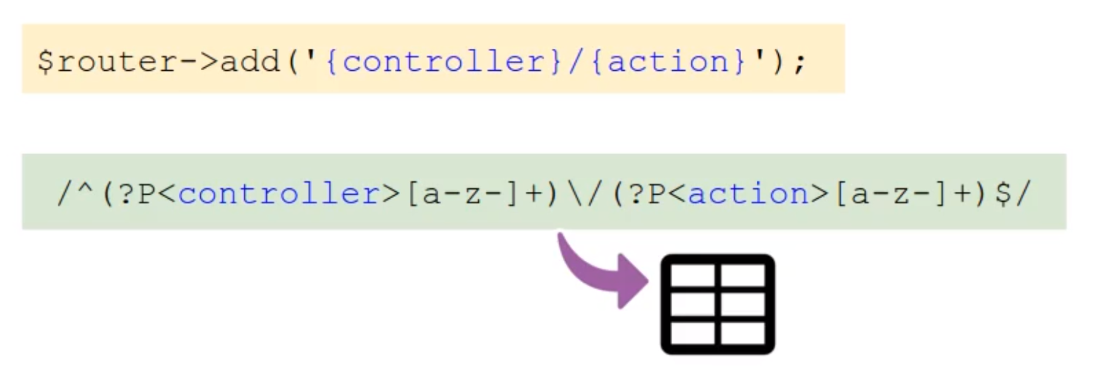 $router->add('{controller}/{action}');
/^(?P<controller>[a-z-]+)\/(?P<action>[a-z-]+)$/